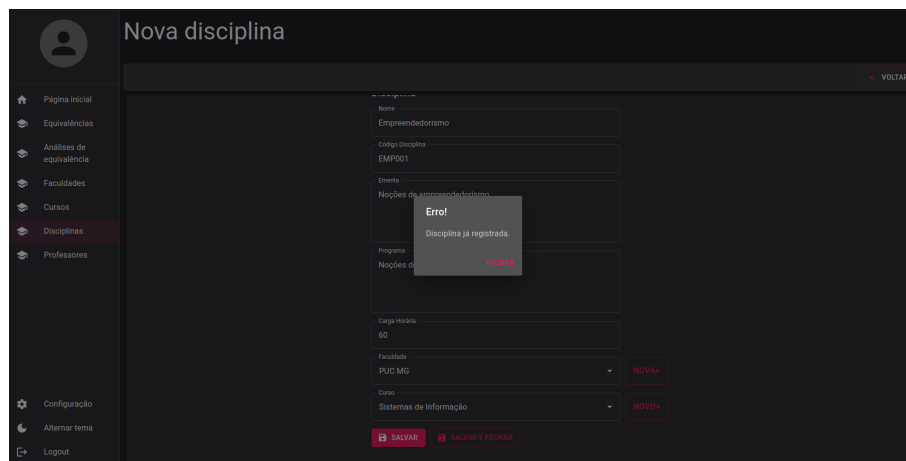 Nova disciplina
VOLTAR
Página inicial
Equivalências
Análises de
equivalência
Faculdades
Cursos
Disciplinas
Professores
Configuração
Alternar tema
Logout
Disciplina
Nome
Empreendedorismo
Código Disciplina
EMP001
Ementa
Noções de empreendedorismo
Erro!
Disciplina já registrada.
FECHAR
Programa
Noções d
Carga Horária
60
Faculdade
PUC MG
NOVA+
Curso
Sistemas de Informação
NOVO+
SALVAR
SALVAR E FECHAR